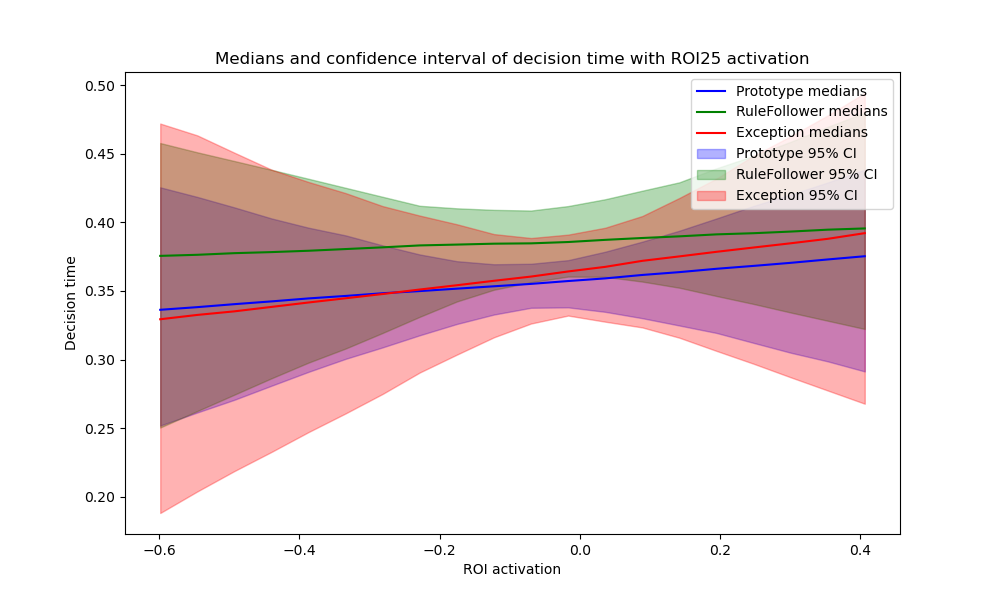 Medians and confidence interval of decision time with ROI25 activation
Prototype medians
RuleFollower medians
Exception medians
Prototype 95% CI
RuleFollower 95% CI
Exception 95% CI
Decision time
0.50
0.45
0.40
0.35
0.30
0.25
0.20
−0.6
−0.4
−0.2
0.0
0.2
0.4
ROI activation